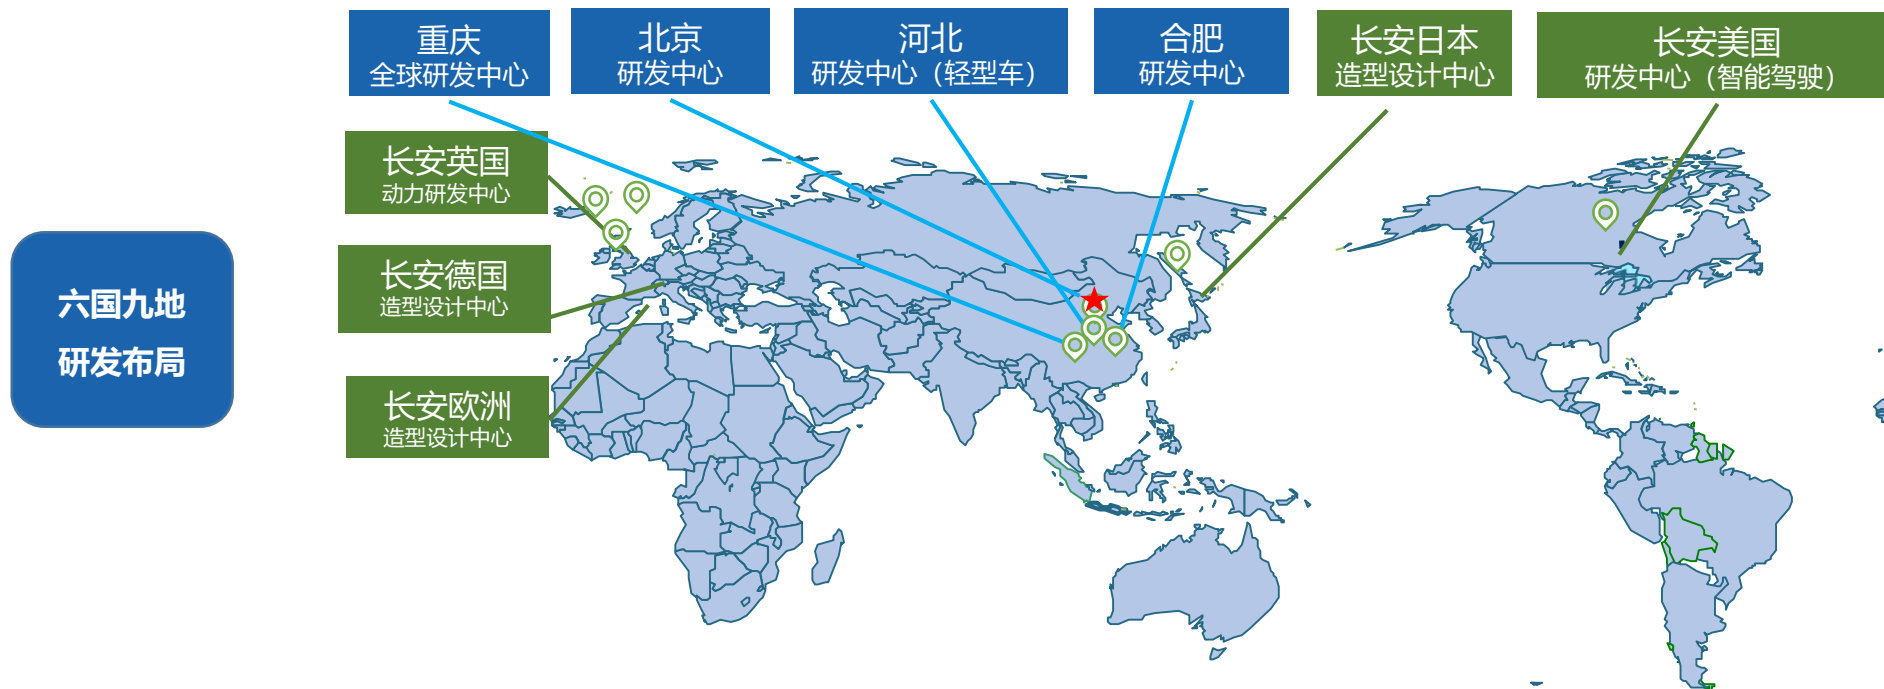 重庆
全球研发中心
北京
研发中心
河北
研发中心（轻型车）
合肥
研发中心
长安日本
造型设计中心
长安美国
研发中心（智能驾驶）
长安英国
动力研发中心
长安德国
造型设计中心
长安欧洲
造型设计中心
六国九地
研发布局